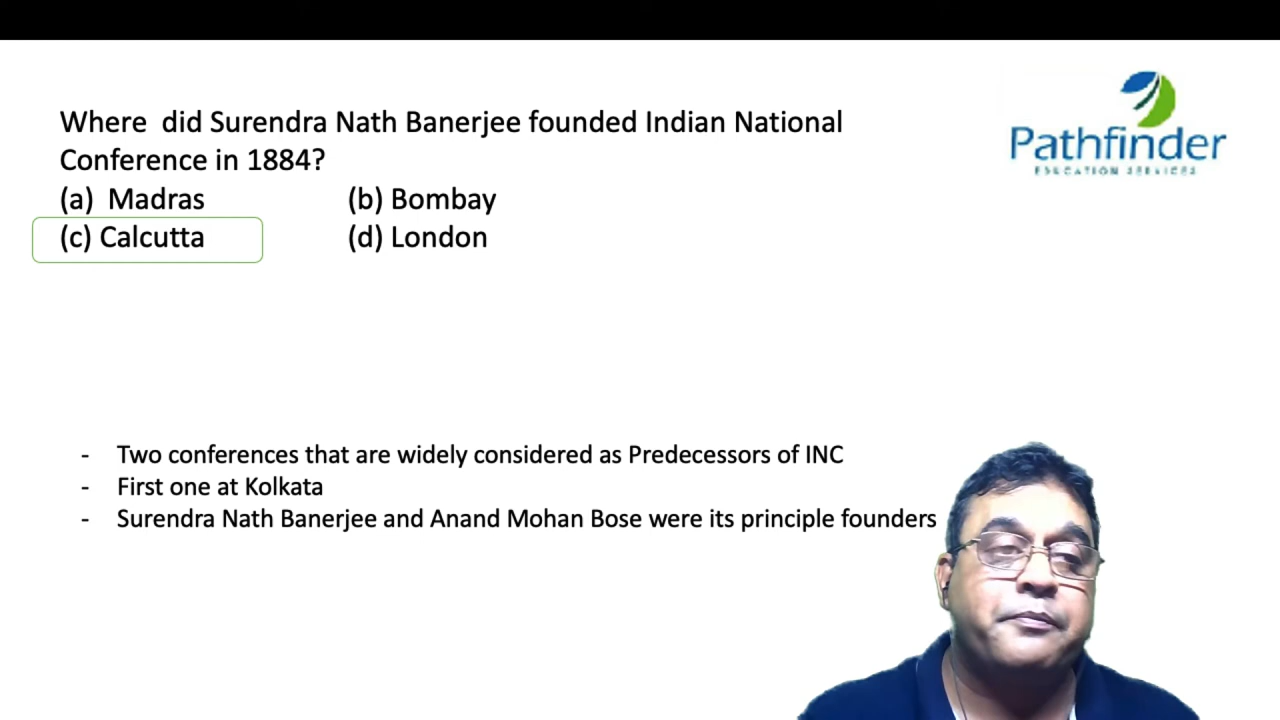 Where did Surendra Nath Banerjee founded Indian National
Conference in 1884?
(a) Madras (b) Bombay
(c) Calcutta (d) London
Pathfinder
EDUCATION SERVICES
- Two conferences that are widely considered as Predecessors of INC
- First one at Kolkata
- Surendra Nath Banerjee and Anand Mohan Bose were its principle founders